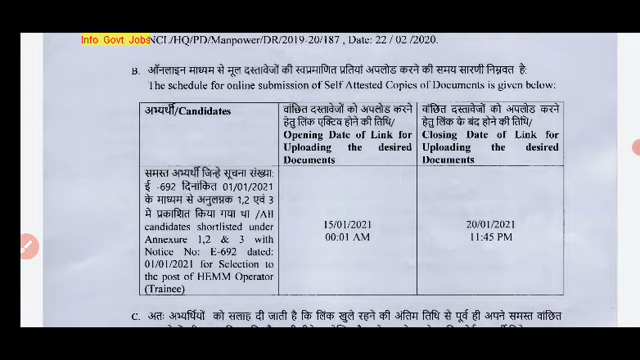 Info Govt Jobs NCL/HQ/PD/Manpower/DR/2019-20/187 , Date: 22 / 02 /2020.
B. ऑनलाइन माध्यम से मूल दस्तावेजों की स्वप्रमाणित प्रतियां अपलोड करने की समय सारणी निम्नवत है:
The schedule for online submission of Self Attested Copies of Documents is given below:
अभ्यर्थी/Candidates
वांछित दस्तावेजों को अपलोड करने
हेतु लिंक एक्टिव होने की तिथि/
Opening Date of Link for
Uploading the desired
Documents
वांछित दस्तावेजों को अपलोड करने
हेतु लिंक के बंद होने की तिथि/
Closing Date of Link for
Uploading the desired
Documents
समस्त अभ्यर्थी जिन्हे सूचना संख्या:
ई -692 दिनांकित 01/01/2021
के माध्यम से अनुलग्नक 1,2 एवं 3
मे प्रकाशित किया गया था /All
candidates shortlisted under
Annexure 1,2 & 3 with
Notice No: E-692 dated:
01/01/2021 for Selection to
the post of HEMM Operator
(Trainee)
15/01/2021
00:01 AM
20/01/2021
11:45 PM
C. अतः अभ्यर्थियों को सलाह दी जाती है कि लिंक खुले रहने की अंतिम तिथि से पूर्व ही अपने समस्त वांछित